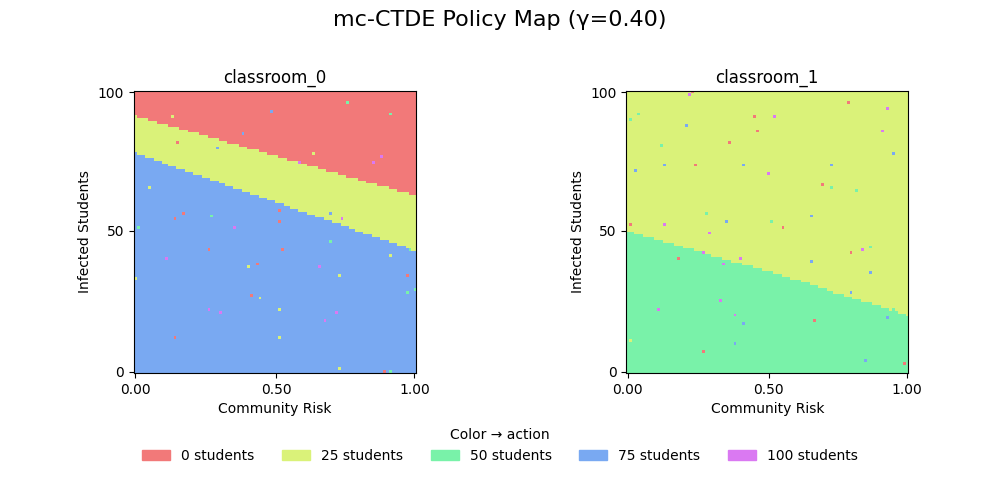 mc-CTDE Policy Map (γ=0.40)
classroom_0
classroom_1
100
50
0
Infected Students
0.00 0.50 1.00
Community Risk
100
50
0
Infected Students
0.00 0.50 1.00
Community Risk
Color → action
0 students 25 students 50 students 75 students 100 students